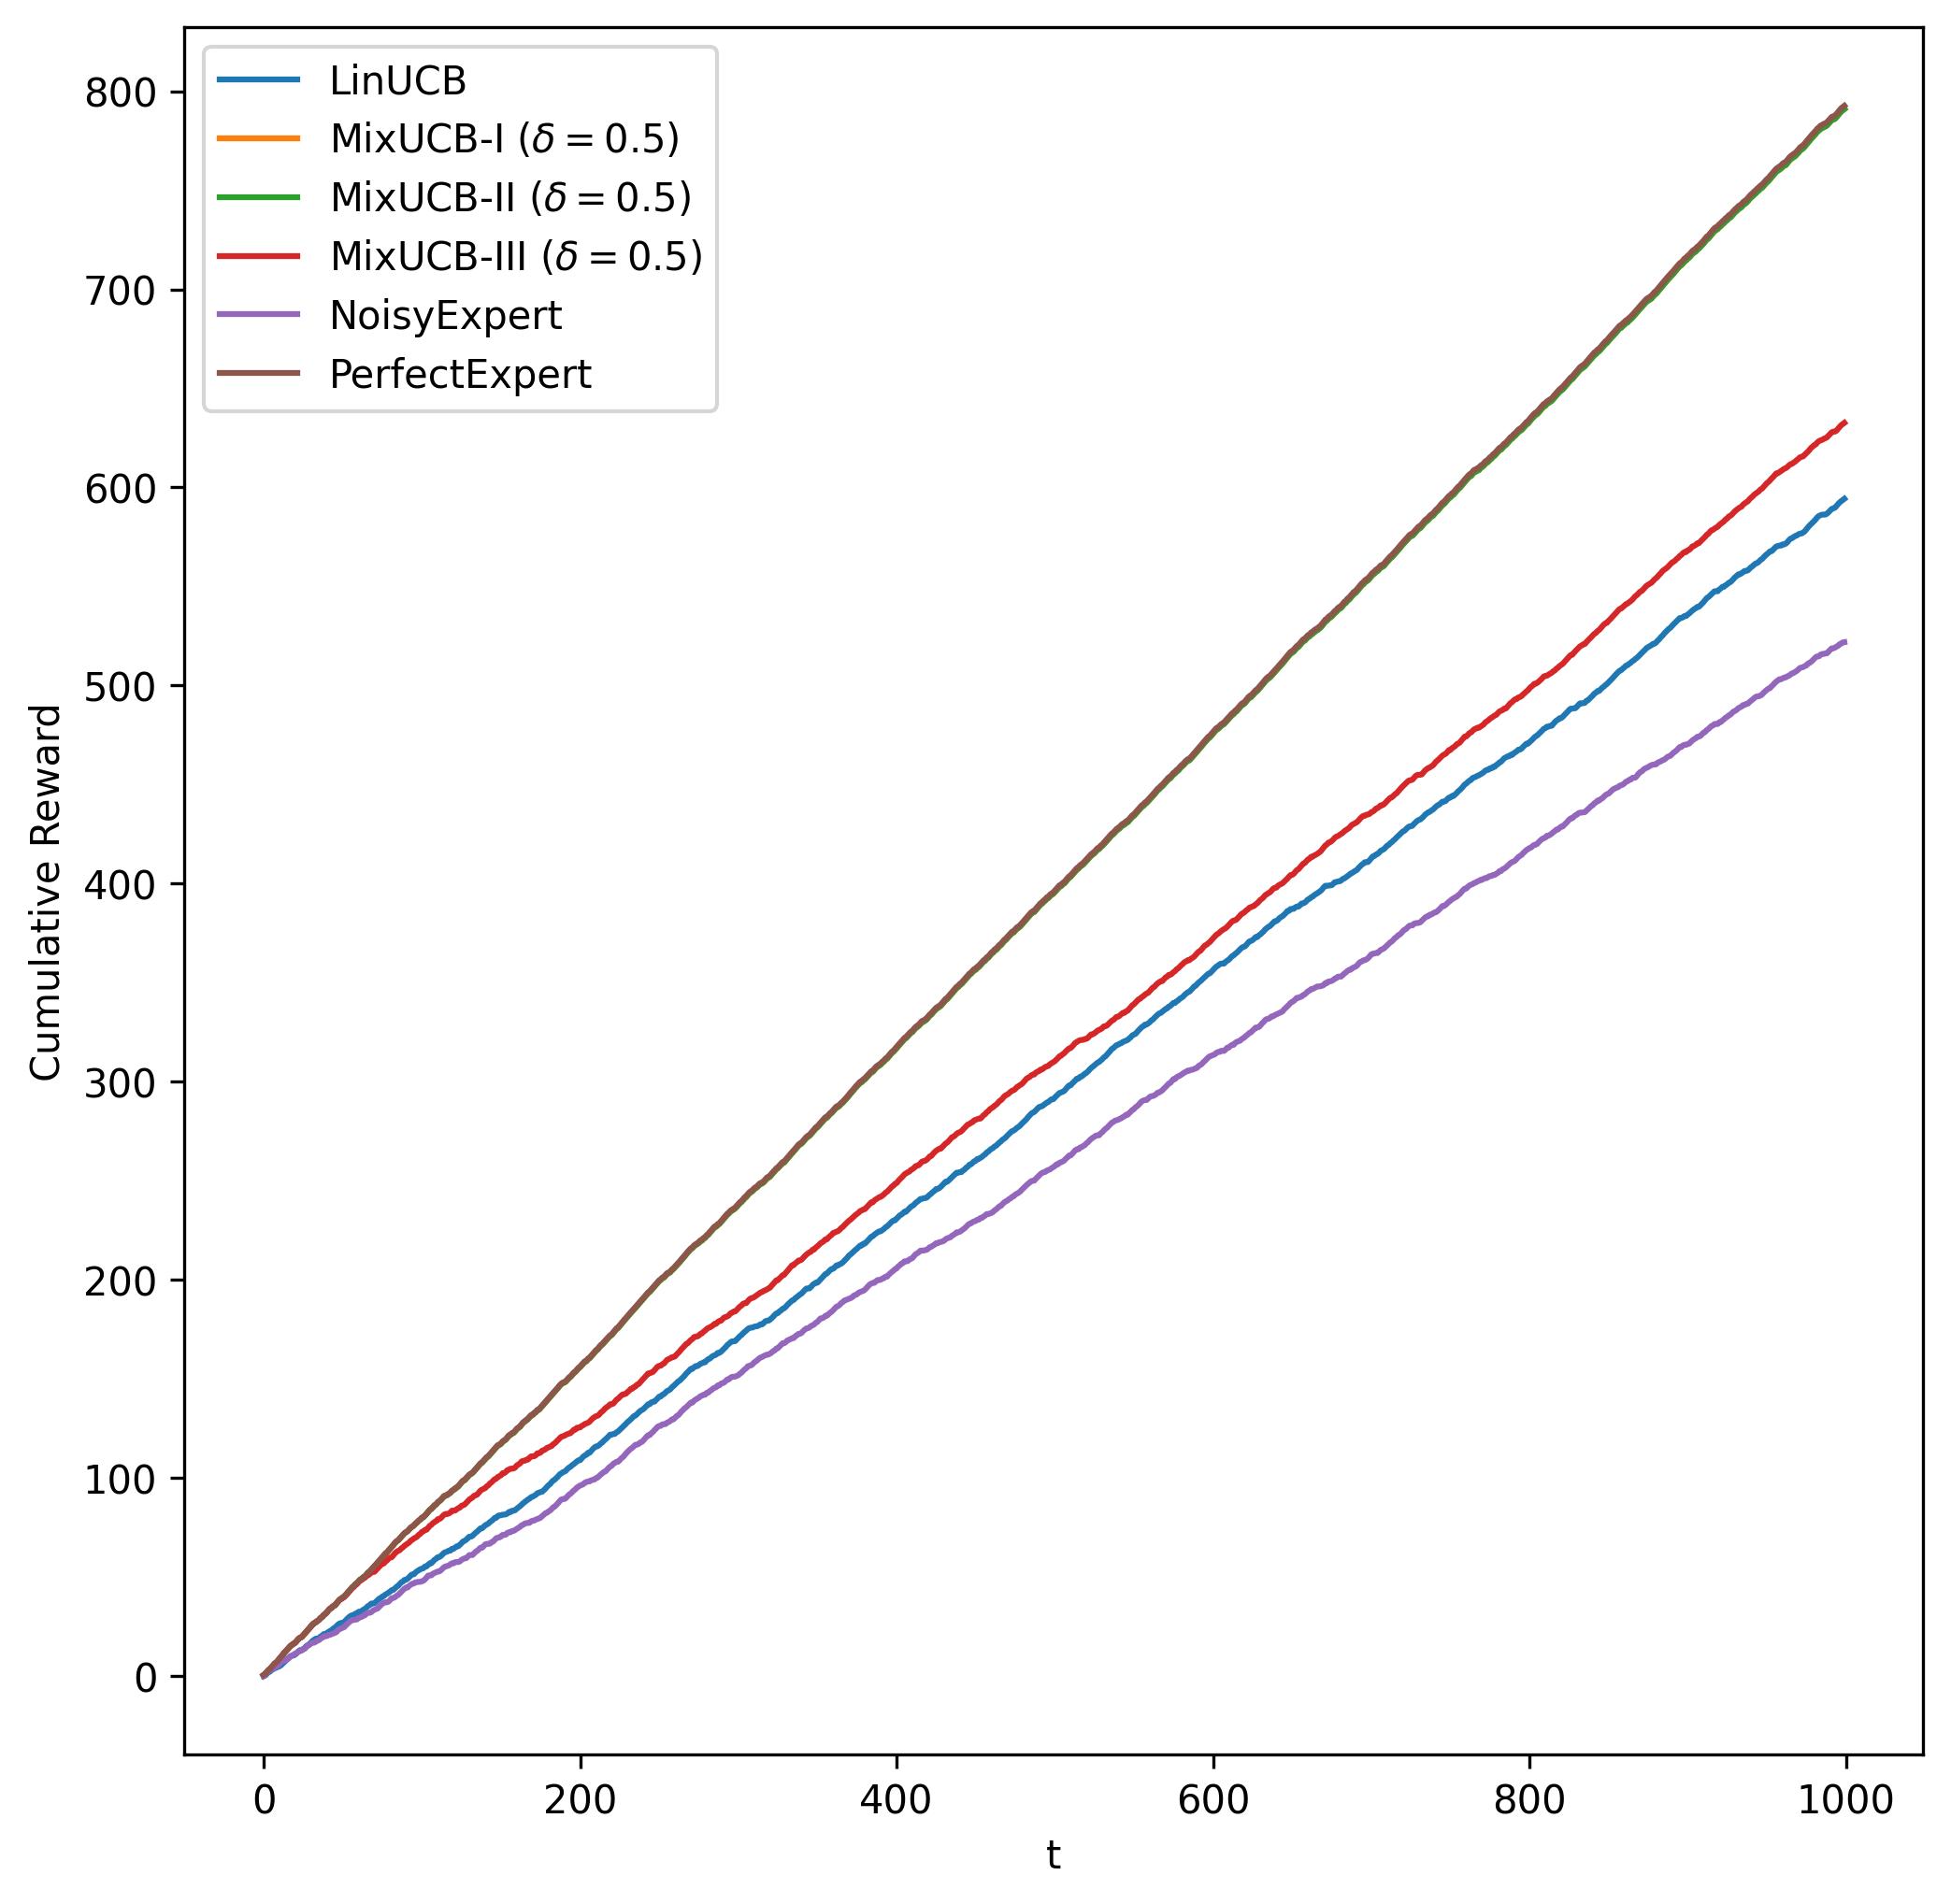 LinUCB
MixUCB-I (δ = 0.5)
MixUCB-II (δ = 0.5)
MixUCB-III (δ = 0.5)
NoisyExpert
PerfectExpert
800
700
600
500
400
300
200
100
0
Cumulative Reward
0 200 400 600 800 1000
t